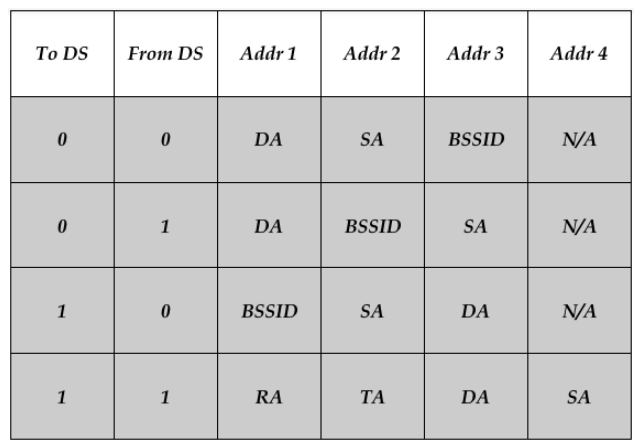 To DS From DS Addr 1 Addr 2 Addr 3 Addr 4
0 0 DA SA BSSID N/A
0 1 DA BSSID SA N/A
1 0 BSSID SA DA N/A
1 1 RA TA DA SA